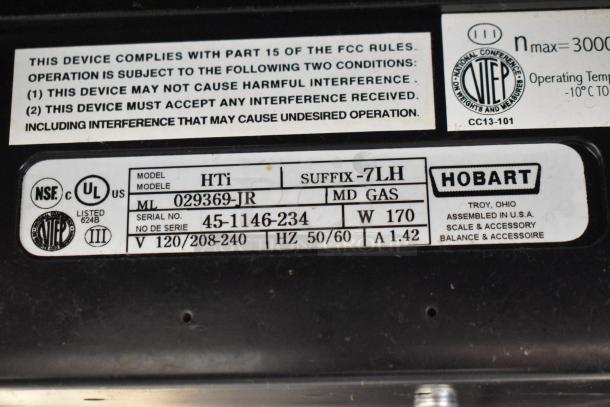 THIS DEVICE COMPLIES WITH PART 15 OF THE FCC RULES.
OPERATION IS SUBJECT TO THE FOLLOWING TWO CONDITIONS:
(1) THIS DEVICE MAY NOT CAUSE HARMFUL INTERFERENCE.
(2) THIS DEVICE MUST ACCEPT ANY INTERFERENCE RECEIVED.
INCLUDING INTERFERENCE THAT MAY CAUSE UNDESIRED OPERATION.
III
nmax=3000
NATIONAL CONFERENCE
NTEP
ON WEIGHTS AND MEASURES
CC13-101
Operating Temp
-10°C TO
NSE
C UL US
LISTED
624B
NTEP
III
MODEL
MODELE
HTi
SUFFIX -7LH
ML 029369-JR
MD GAS
SERIAL NO.
NO DE SERIE
45-1146-234
W 170
V 120/208-240
HZ 50/60
A 1.42
HOBART
TROY, OHIO
ASSEMBLED IN U.S.A.
SCALE & ACCESSORY
BALANCE & ACCESSOIRE